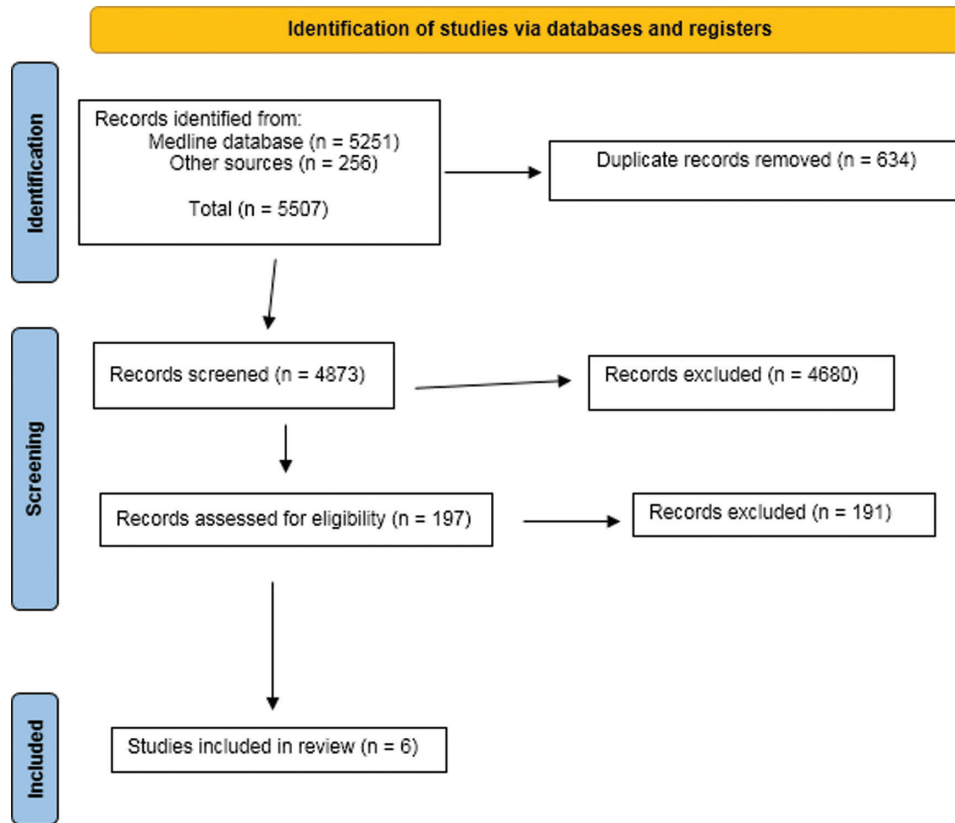 Identification of studies via databases and registers
Identification
Records identified from:
Medline database (n = 5251)
Other sources (n = 256)
Total (n = 5507)
Duplicate records removed (n = 634)
Screening
Records screened (n = 4873)
Records excluded (n = 4680)
Records assessed for eligibility (n = 197)
Records excluded (n = 191)
Included
Studies included in review (n = 6)